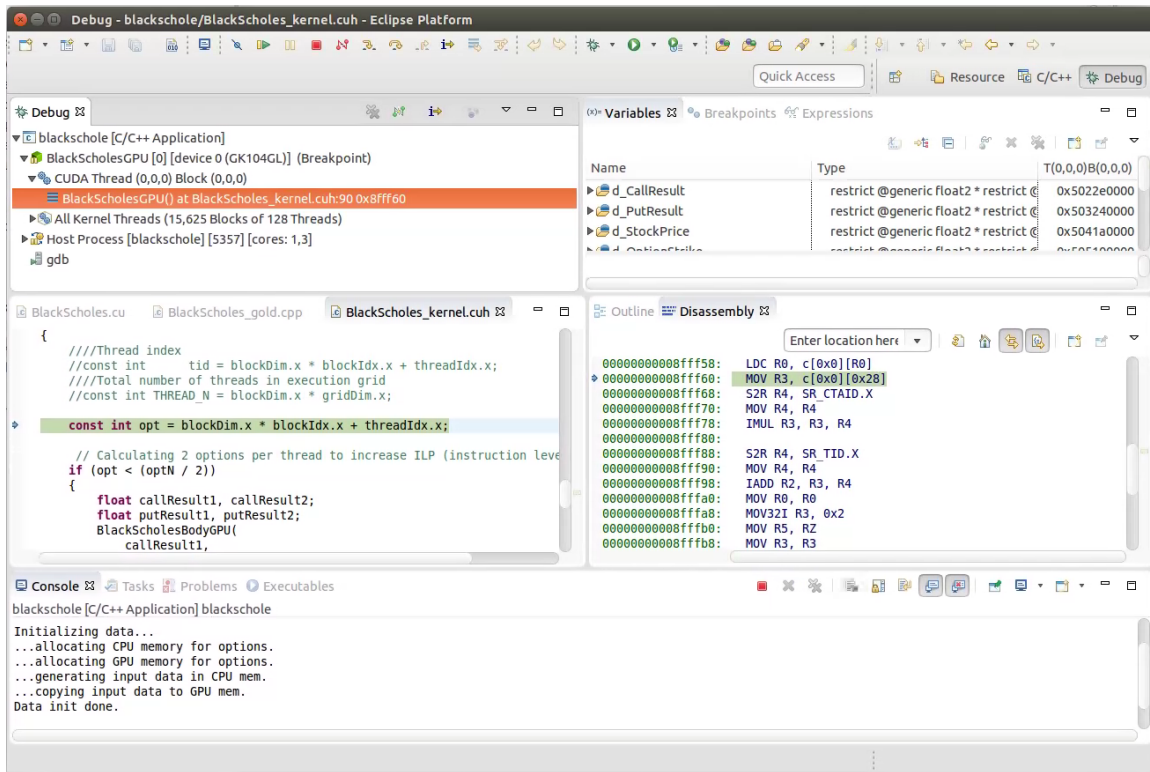 Debug - blackschole/BlackScholes_kernel.cuh - Eclipse Platform
Quick Access
Resource
C/C++
Debug
Debug
blackschole [C/C++ Application]
BlackScholesGPU [0] [device 0 (GK104GL)] (Breakpoint)
CUDA Thread (0,0,0) Block (0,0,0)
BlackScholesGPU() at BlackScholes_kernel.cuh:90 0x8fff60
All Kernel Threads (15,625 Blocks of 128 Threads)
Host Process [blackschole] [5357] [cores: 1,3]
gdb
(x)= Variables Breakpoints Expressions
Name Type T(0,0,0)B(0,0,0)
d_CallResult restrict @generic float2 * restrict @ 0x5022e0000
d_PutResult restrict @generic float2 * restrict @ 0x503240000
d_StockPrice restrict @generic float2 * restrict @ 0x5041a0000
d_OptionStrike restrict @generic float2 * restrict @ 0x505100000
BlackScholes.cu BlackScholes_gold.cpp BlackScholes_kernel.cuh
{
////Thread index
//const int tid = blockDim.x * blockIdx.x + threadIdx.x;
////Total number of threads in execution grid
//const int THREAD_N = blockDim.x * gridDim.x;
const int opt = blockDim.x * blockIdx.x + threadIdx.x;
// Calculating 2 options per thread to increase ILP (instruction leve
if (opt < (optN / 2))
{
float callResult1, callResult2;
float putResult1, putResult2;
BlackScholesBodyGPU(
callResult1,
Outline Disassembly
Enter location here
00000000008fff58: LDC R0, c[0x0][R0]
00000000008fff60: MOV R3, c[0x0][0x28]
00000000008fff68: S2R R4, SR_CTAID.X
00000000008fff70: MOV R4, R4
00000000008fff78: IMUL R3, R3, R4
00000000008fff80:
00000000008fff88: S2R R4, SR_TID.X
00000000008fff90: MOV R4, R4
00000000008fff98: IADD R2, R3, R4
00000000008fffa0: MOV R0, R0
00000000008fffa8: MOV32I R3, 0x2
00000000008fffb0: MOV R5, RZ
00000000008fffb8: MOV R3, R3
Console Tasks Problems Executables
blackschole [C/C++ Application] blackschole
Initializing data...
...allocating CPU memory for options.
...allocating GPU memory for options.
...generating input data in CPU mem.
...copying input data to GPU mem.
Data init done.